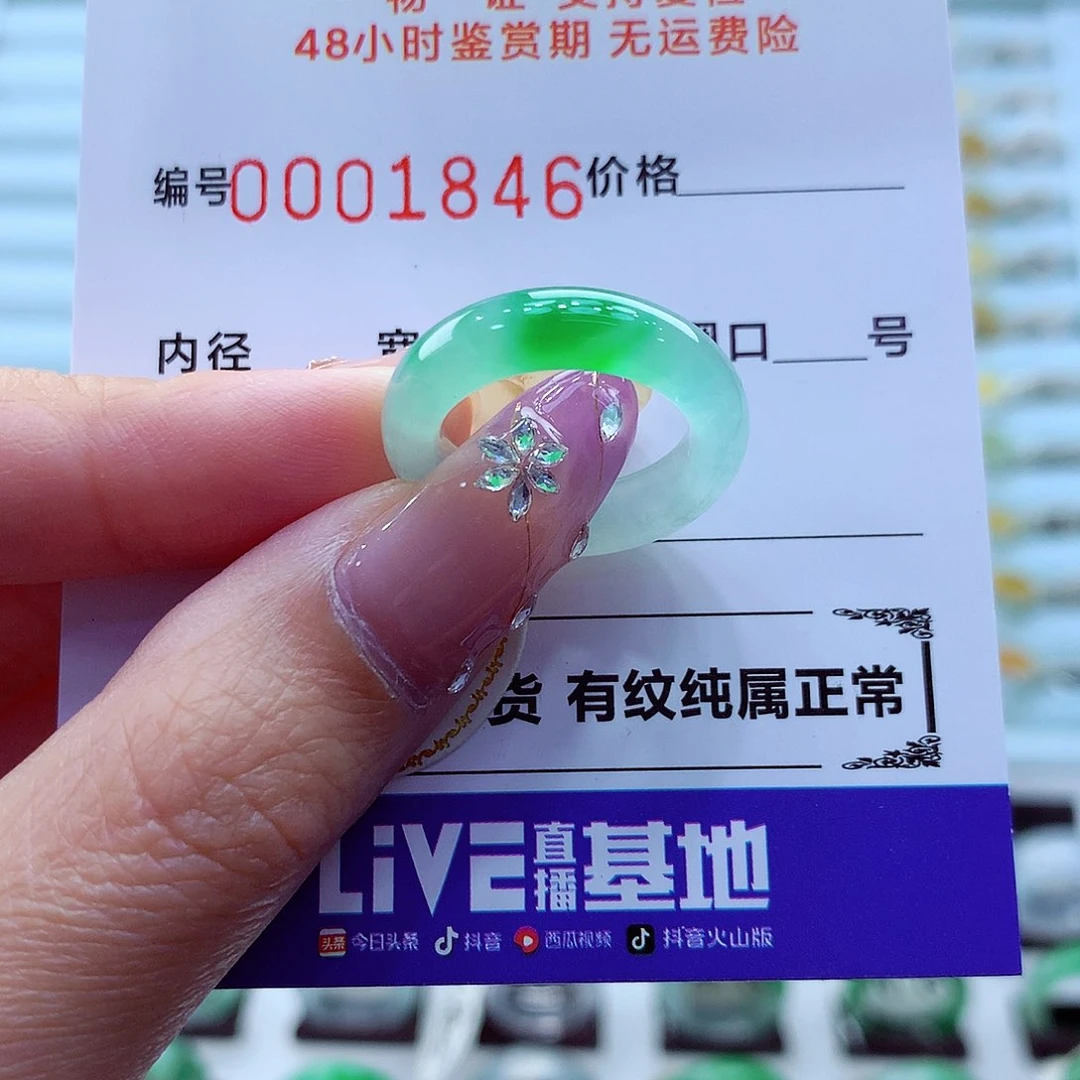 48小时鉴赏期 无运费险
编号0001846价格
内径 口 号
货 有纹纯属正常
LiVE直播基地
头条 今日头条 抖音 西瓜视频 抖音火山版